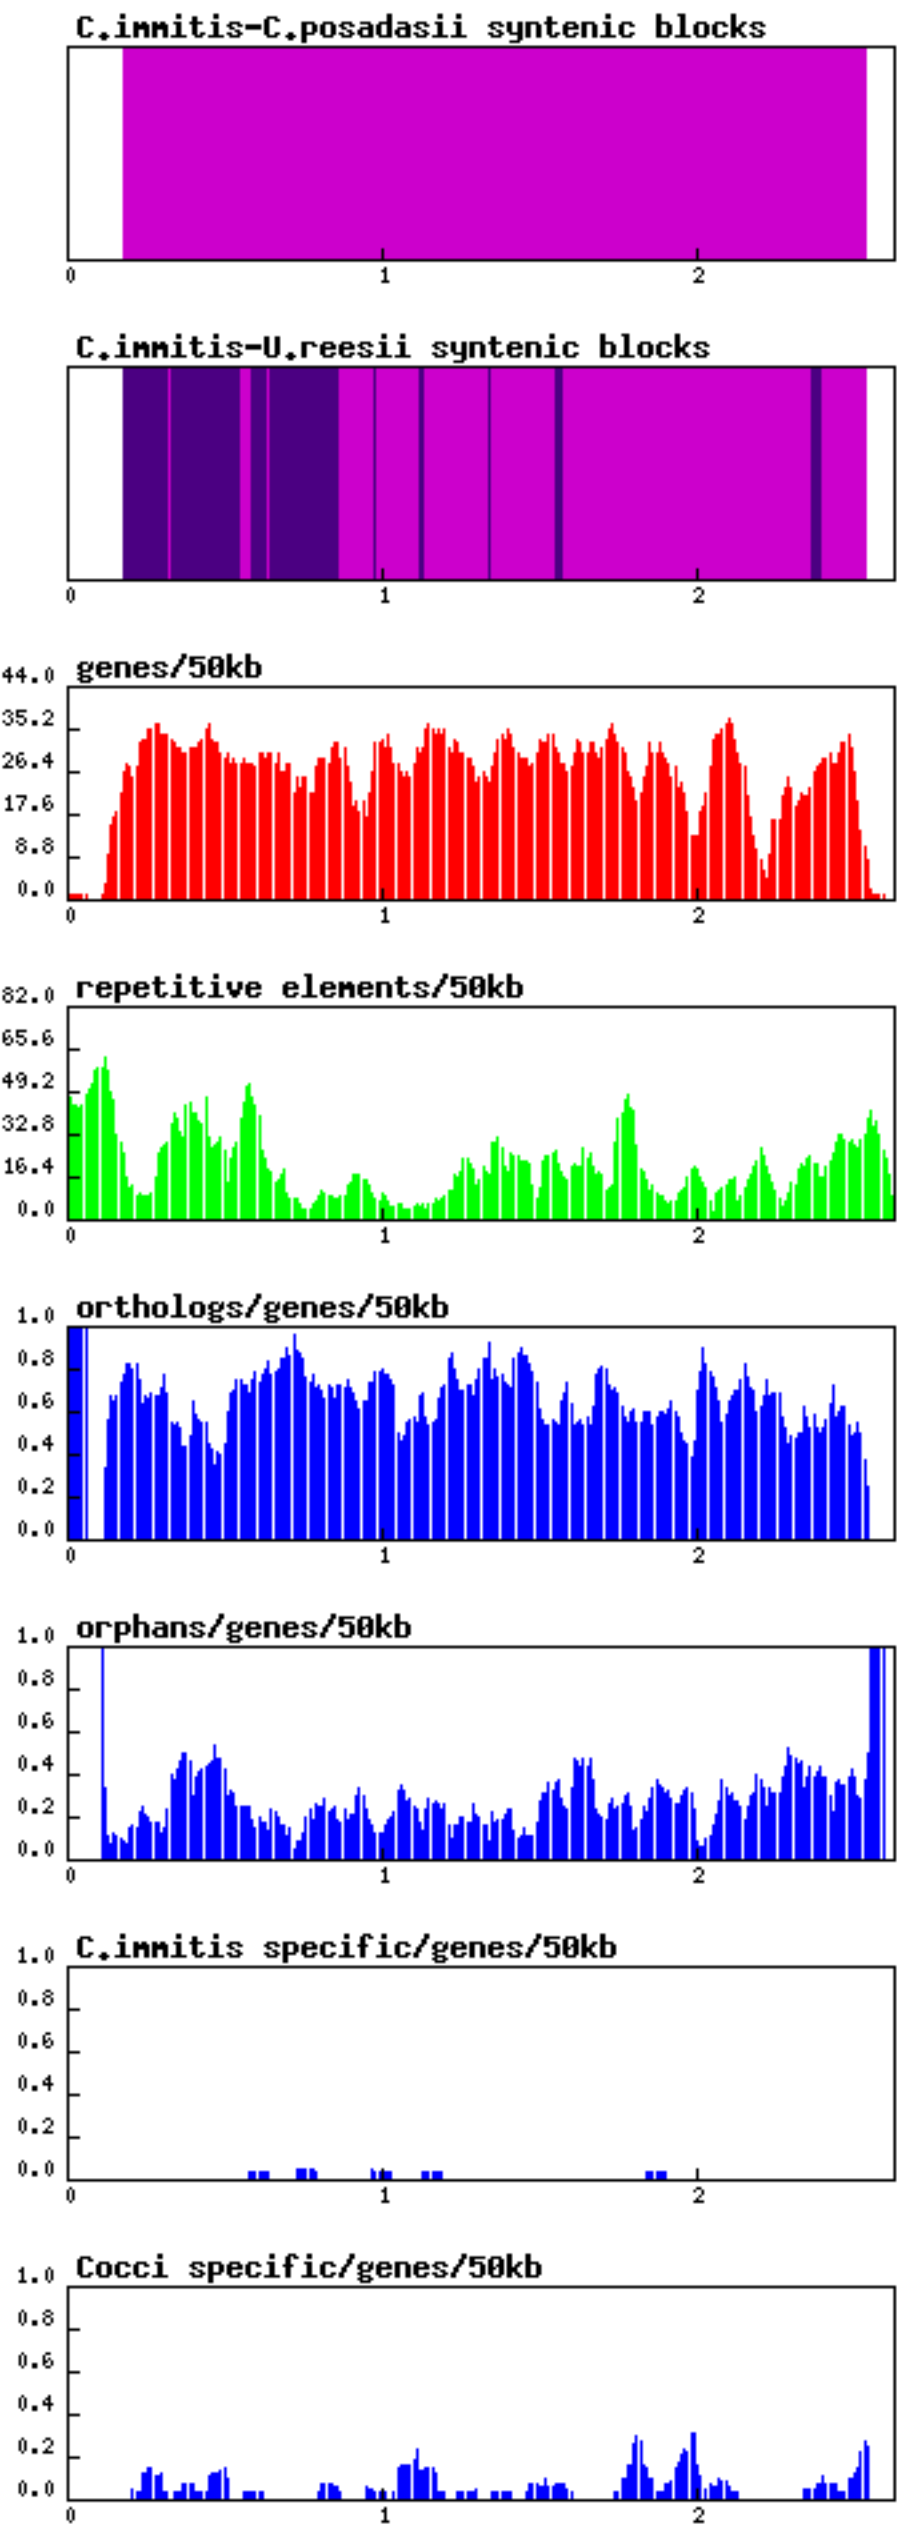 C.immitis-C.posadasii syntenic blocks
0 1 2
C.immitis-U.reesii syntenic blocks
0 1 2
genes/50kb
44.0
35.2
26.4
17.6
8.8
0.0
0 1 2
repetitive elements/50kb
82.0
65.6
49.2
32.8
16.4
0.0
0 1 2
orthologs/genes/50kb
1.0
0.8
0.6
0.4
0.2
0.0
0 1 2
orphans/genes/50kb
1.0
0.8
0.6
0.4
0.2
0.0
0 1 2
C.immitis specific/genes/50kb
1.0
0.8
0.6
0.4
0.2
0.0
0 1 2
Cocci specific/genes/50kb
1.0
0.8
0.6
0.4
0.2
0.0
0 1 2